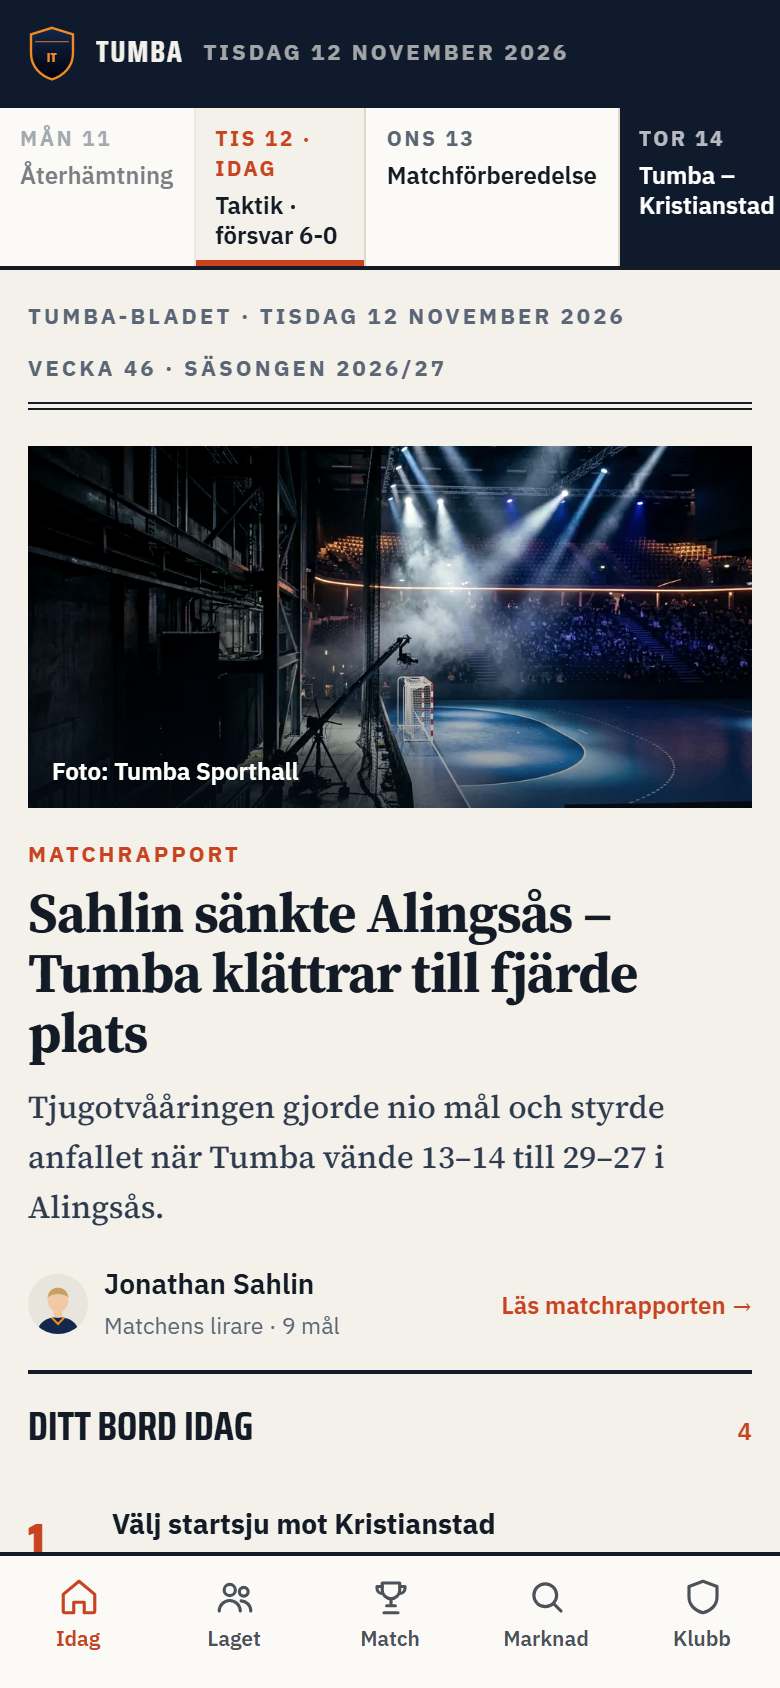 IT
TUMBA TISDAG 12 NOVEMBER 2026
MÅN 11
Återhämtning
TIS 12 ·
IDAG
Taktik ·
försvar 6-0
ONS 13
Matchförberedelse
TOR 14
Tumba –
Kristianstad
TUMBA-BLADET · TISDAG 12 NOVEMBER 2026
VECKA 46 · SÄSONGEN 2026/27
Foto: Tumba Sporthall
MATCHRAPPORT
Sahlin sänkte Alingsås –
Tumba klättrar till fjärde
plats
Tjugotvååringen gjorde nio mål och styrde
anfallet när Tumba vände 13–14 till 29–27 i
Alingsås.
Jonathan Sahlin
Matchens lirare · 9 mål
Läs matchrapporten →
DITT BORD IDAG
4
1
Välj startsju mot Kristianstad
Idag
Laget
Match
Marknad
Klubb